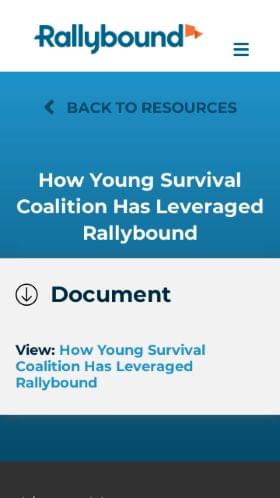 Rallybound
BACK TO RESOURCES
How Young Survival
Coalition Has Leveraged
Rallybound
Document
View: How Young Survival
Coalition Has Leveraged
Rallybound